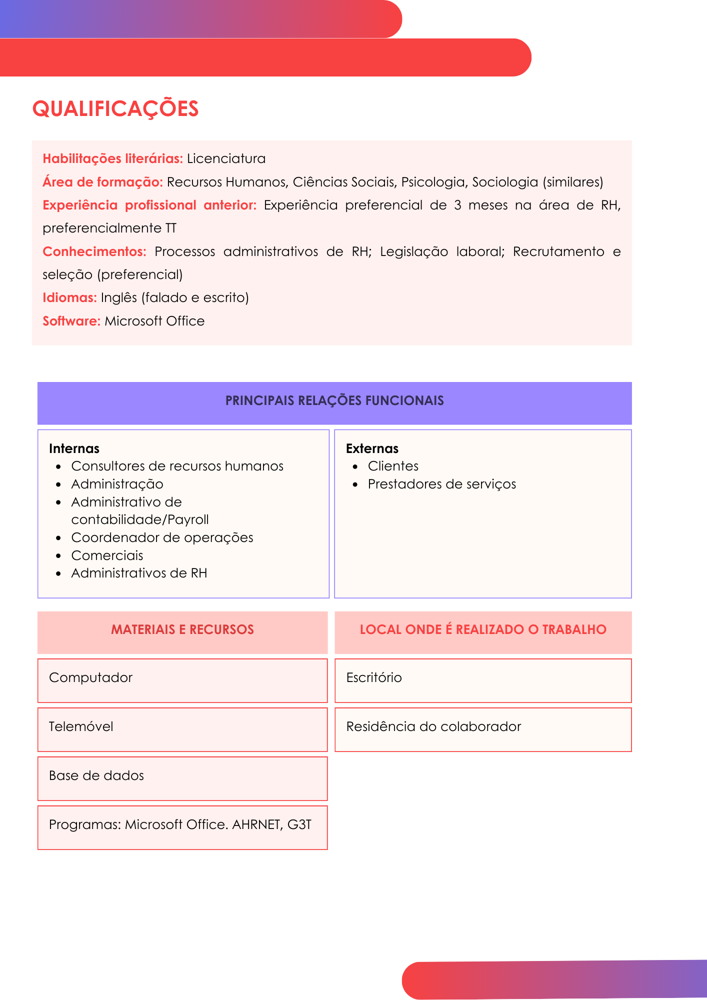 QUALIFICAÇÕES
Habilitações literárias: Licenciatura
Área de formação: Recursos Humanos, Ciências Sociais, Psicologia, Sociologia (similares)
Experiência profissional anterior: Experiência preferencial de 3 meses na área de RH,
preferencialmente TT
Conhecimentos: Processos administrativos de RH; Legislação laboral; Recrutamento e
seleção (preferencial)
Idiomas: Inglês (falado e escrito)
Software: Microsoft Office
PRINCIPAIS RELAÇÕES FUNCIONAIS
Internas
• Consultores de recursos humanos
• Administração
• Administrativo de
contabilidade/Payroll
• Coordenador de operações
• Comerciais
• Administrativos de RH
Externas
• Clientes
• Prestadores de serviços
MATERIAIS E RECURSOS
Computador
Telemóvel
Base de dados
Programas: Microsoft Office. AHRNET, G3T
LOCAL ONDE É REALIZADO O TRABALHO
Escritório
Residência do colaborador